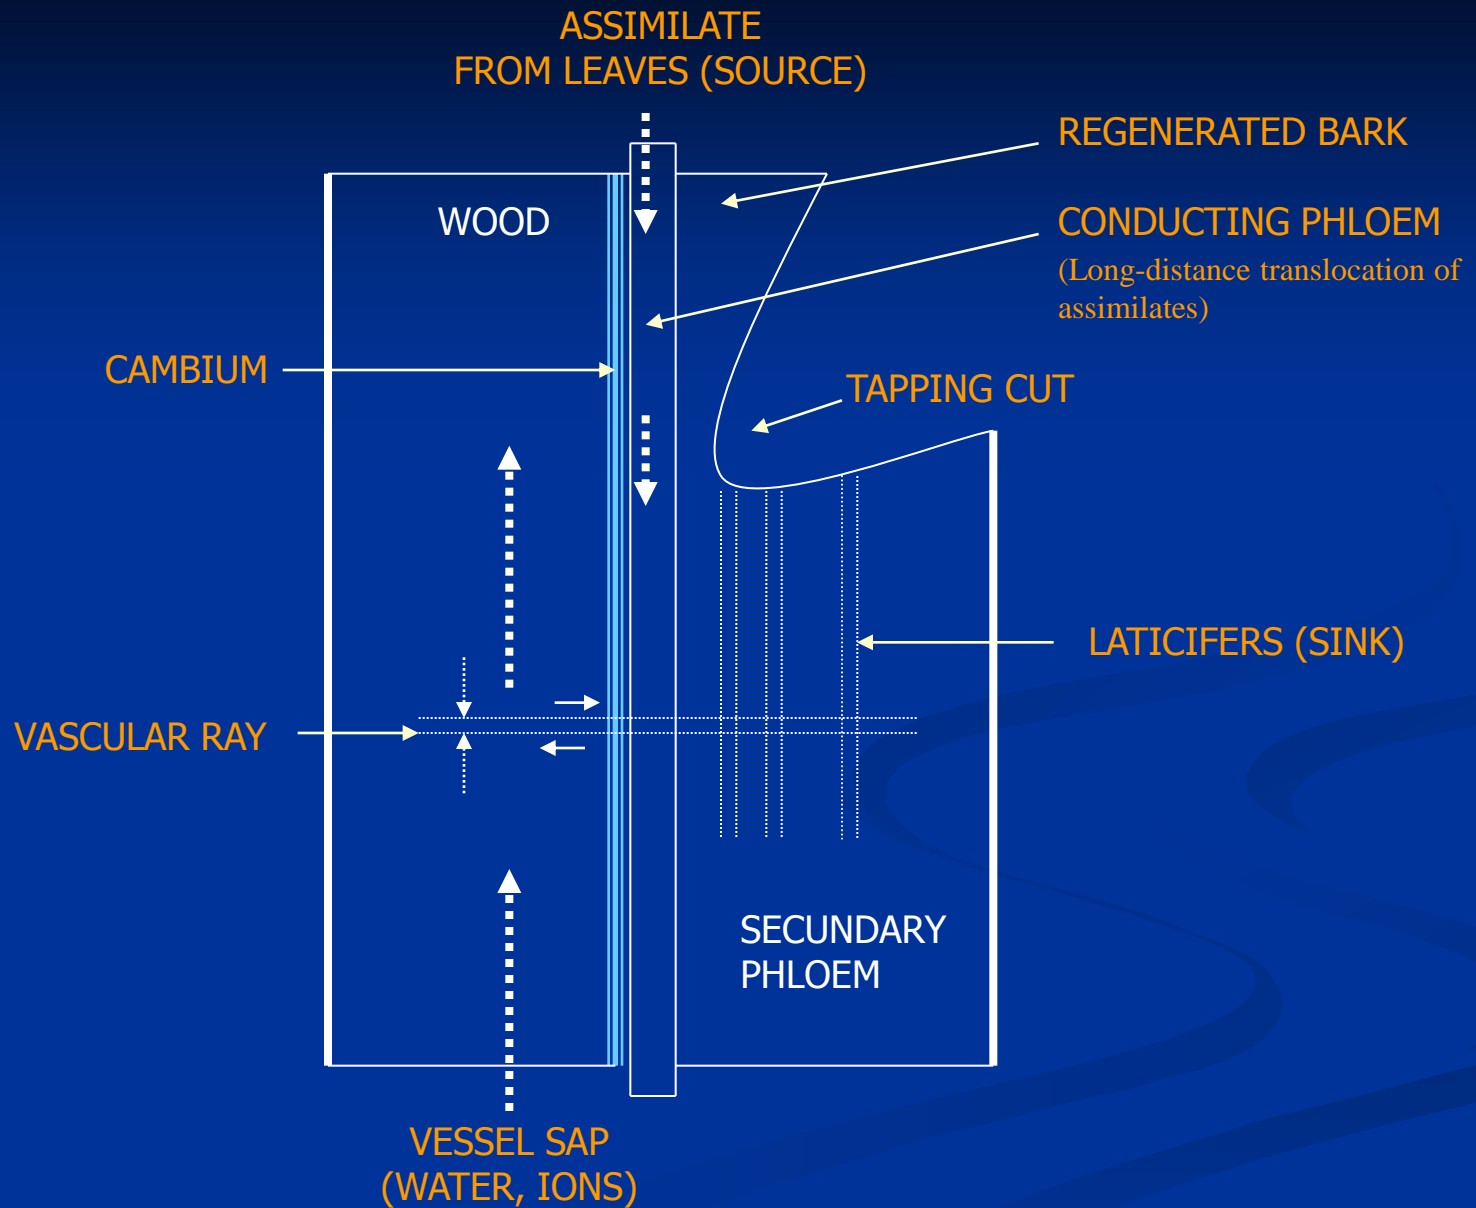 ASSIMILATE
FROM LEAVES (SOURCE)
REGENERATED BARK
WOOD
CONDUCTING PHLOEM
(Long-distance translocation of
assimilates)
CAMBIUM
TAPPING CUT
LATICIFERS (SINK)
VASCULAR RAY
SECUNDARY
PHLOEM
VESSEL SAP
(WATER, IONS)